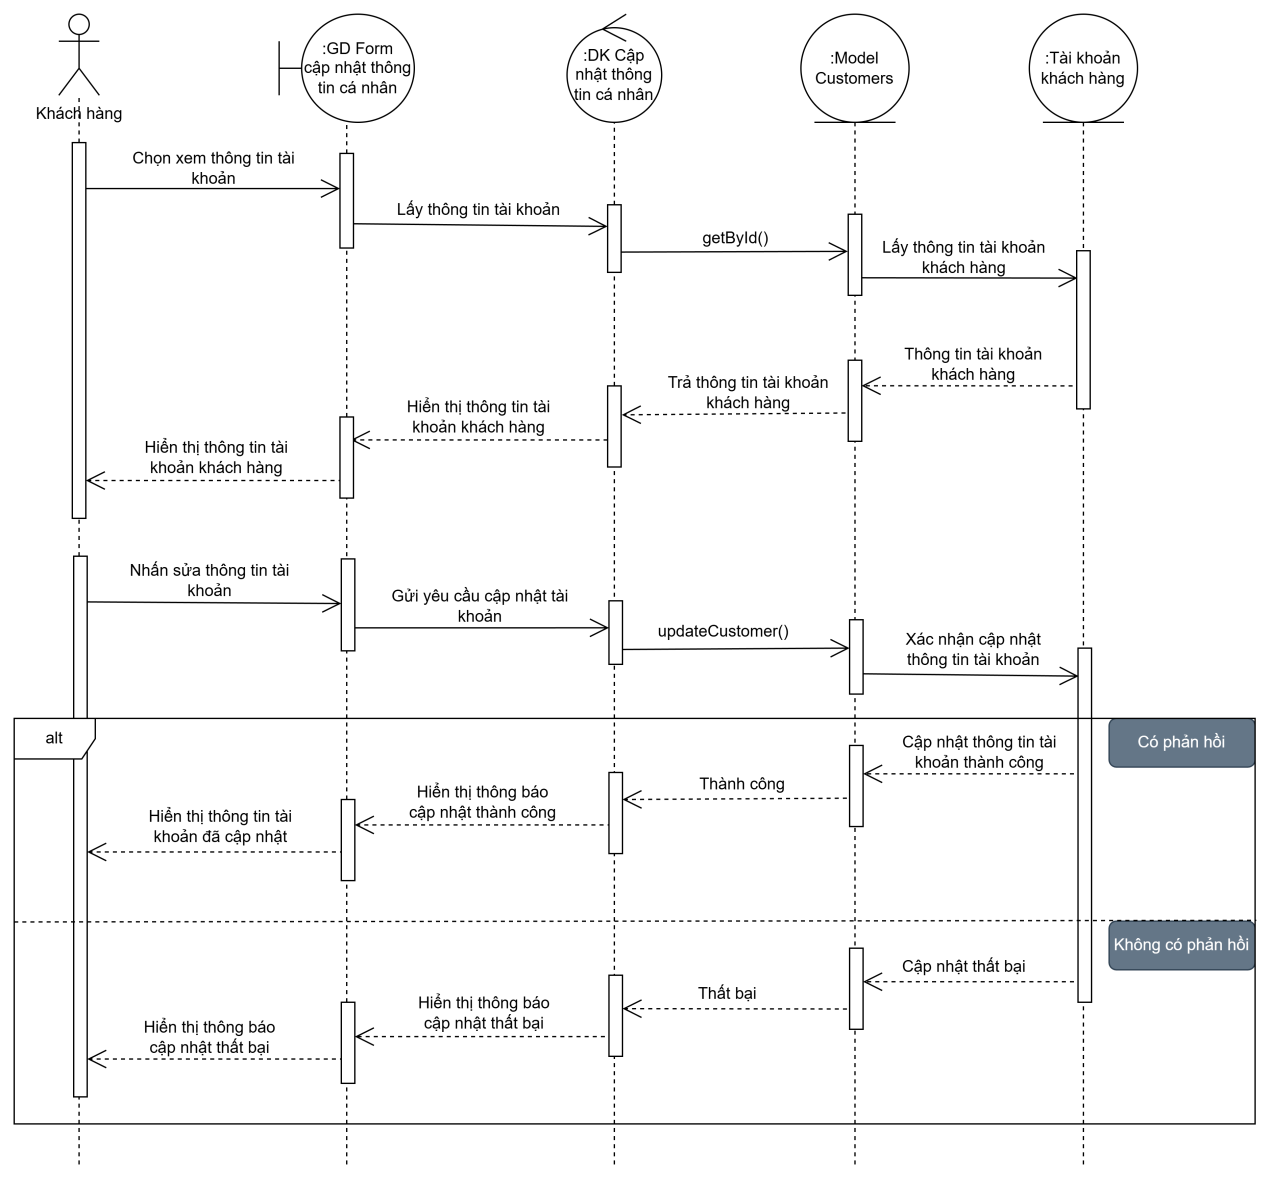 Khách hàng
:GD Form
cập nhật thông
tin cá nhân
:DK Cập
nhật thông
tin cá nhân
:Model
Customers
:Tài khoản
khách hàng
Chọn xem thông tin tài
khoản
Lấy thông tin tài khoản
getById()
Lấy thông tin tài khoản
khách hàng
Thông tin tài khoản
khách hàng
Trả thông tin tài khoản
khách hàng
Hiển thị thông tin tài
khoản khách hàng
Hiển thị thông tin tài
khoản khách hàng
Nhấn sửa thông tin tài
khoản
Gửi yêu cầu cập nhật tài
khoản
updateCustomer()
Xác nhận cập nhật
thông tin tài khoản
alt
Có phản hồi
Cập nhật thông tin tài
khoản thành công
Thành công
Hiển thị thông báo
cập nhật thành công
Hiển thị thông tin tài
khoản đã cập nhật
Không có phản hồi
Cập nhật thất bại
Thất bại
Hiển thị thông báo
cập nhật thất bại
Hiển thị thông báo
cập nhật thất bại